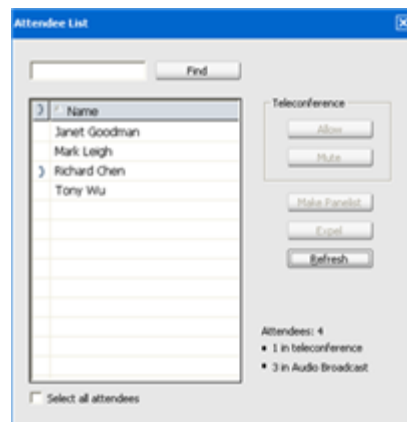 Attendee List
Find
Name
Janet Goodman
Mark Leigh
Richard Chen
Tony Wu
Teleconference
Allow
Mute
Make Panelist
Expel
Refresh
Attendees: 4
• 1 in teleconference
• 3 in Audio Broadcast
Select all attendees